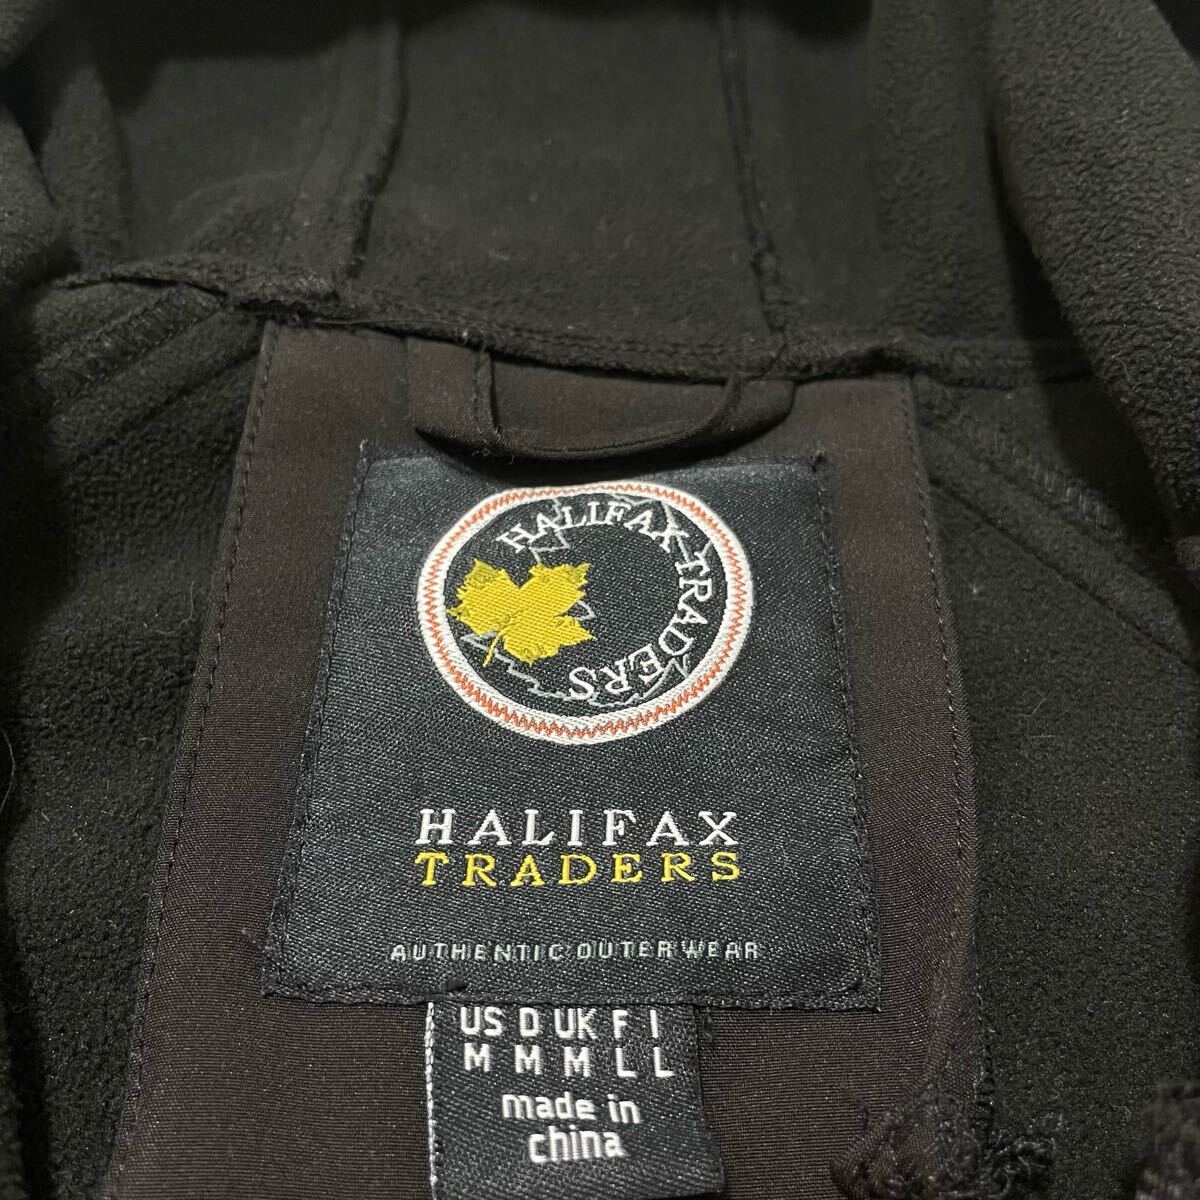 HALIFAX TRADERS
HALIFAX
TRADERS
AUTHENTIC OUTERWEAR
US D UK F I
M M M L L
made in
china